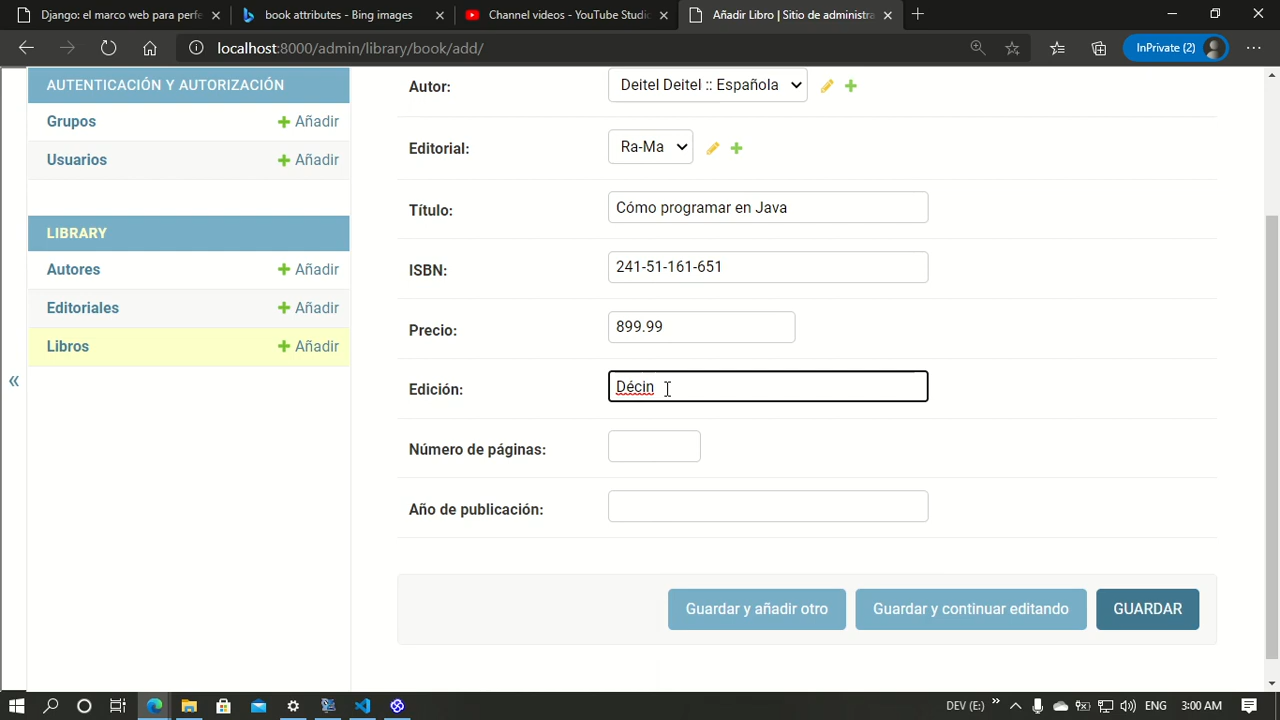 Django: el marco web para perfe
book attributes - Bing images
Channel videos - YouTube Studi
Añadir Libro | Sitio de administra
localhost:8000/admin/library/book/add/
InPrivate (2)
AUTENTICACIÓN Y AUTORIZACIÓN
Grupos
Añadir
Usuarios
Añadir
LIBRARY
Autores
Añadir
Editoriales
Añadir
Libros
Añadir
«
Autor:
Deitel Deitel :: Española
Editorial:
Ra-Ma
Título:
Cómo programar en Java
ISBN:
241-51-161-651
Precio:
899.99
Edición:
Décin
Número de páginas:
Año de publicación:
Guardar y añadir otro
Guardar y continuar editando
GUARDAR
DEV (E:)
ENG
3:00 AM